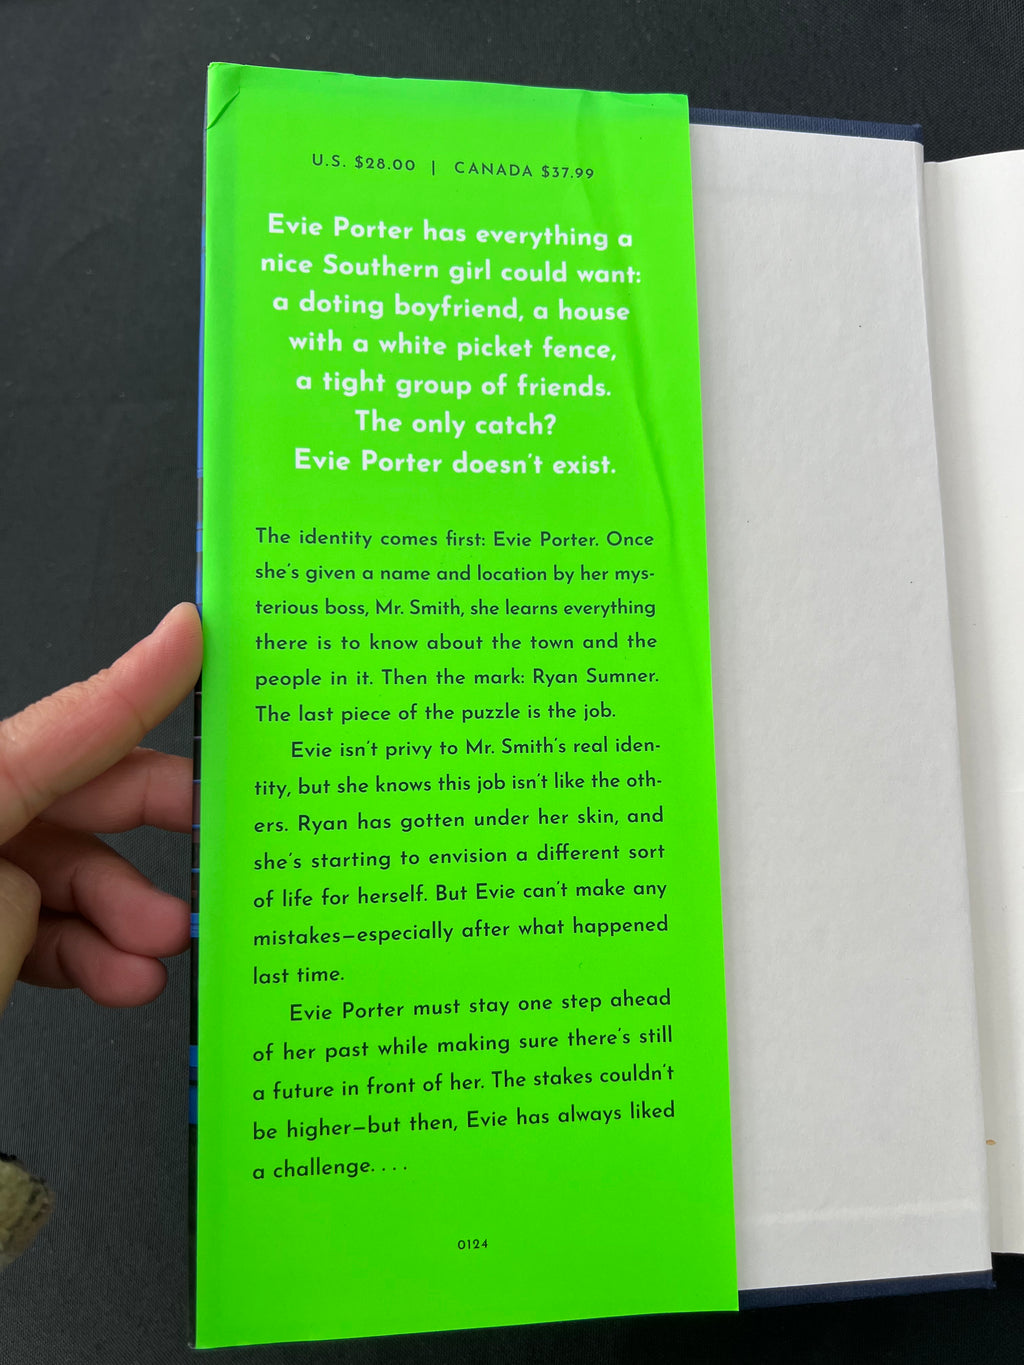 U.S. $28.00 | CANADA $37.99
Evie Porter has everything a
nice Southern girl could want:
a doting boyfriend, a house
with a white picket fence,
a tight group of friends.
The only catch?
Evie Porter doesn't exist.
The identity comes first: Evie Porter. Once
she's given a name and location by her mys-
terious boss, Mr. Smith, she learns everything
there is to know about the town and the
people in it. Then the mark: Ryan Sumner.
The last piece of the puzzle is the job.
Evie isn't privy to Mr. Smith's real iden-
tity, but she knows this job isn't like the oth-
ers. Ryan has gotten under her skin, and
she's starting to envision a different sort
of life for herself. But Evie can't make any
mistakes—especially after what happened
last time.
Evie Porter must stay one step ahead
of her past while making sure there's still
a future in front of her. The stakes couldn't
be higher—but then, Evie has always liked
a challenge. . . .
0124